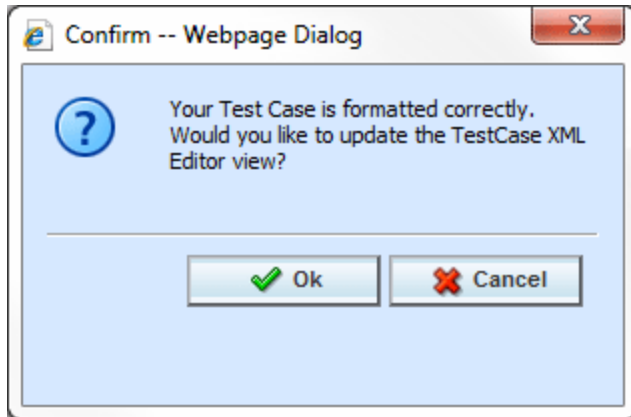 Confirm -- Webpage Dialog
Your Test Case is formatted correctly.
Would you like to update the TestCase XML
Editor view?
Ok
Cancel